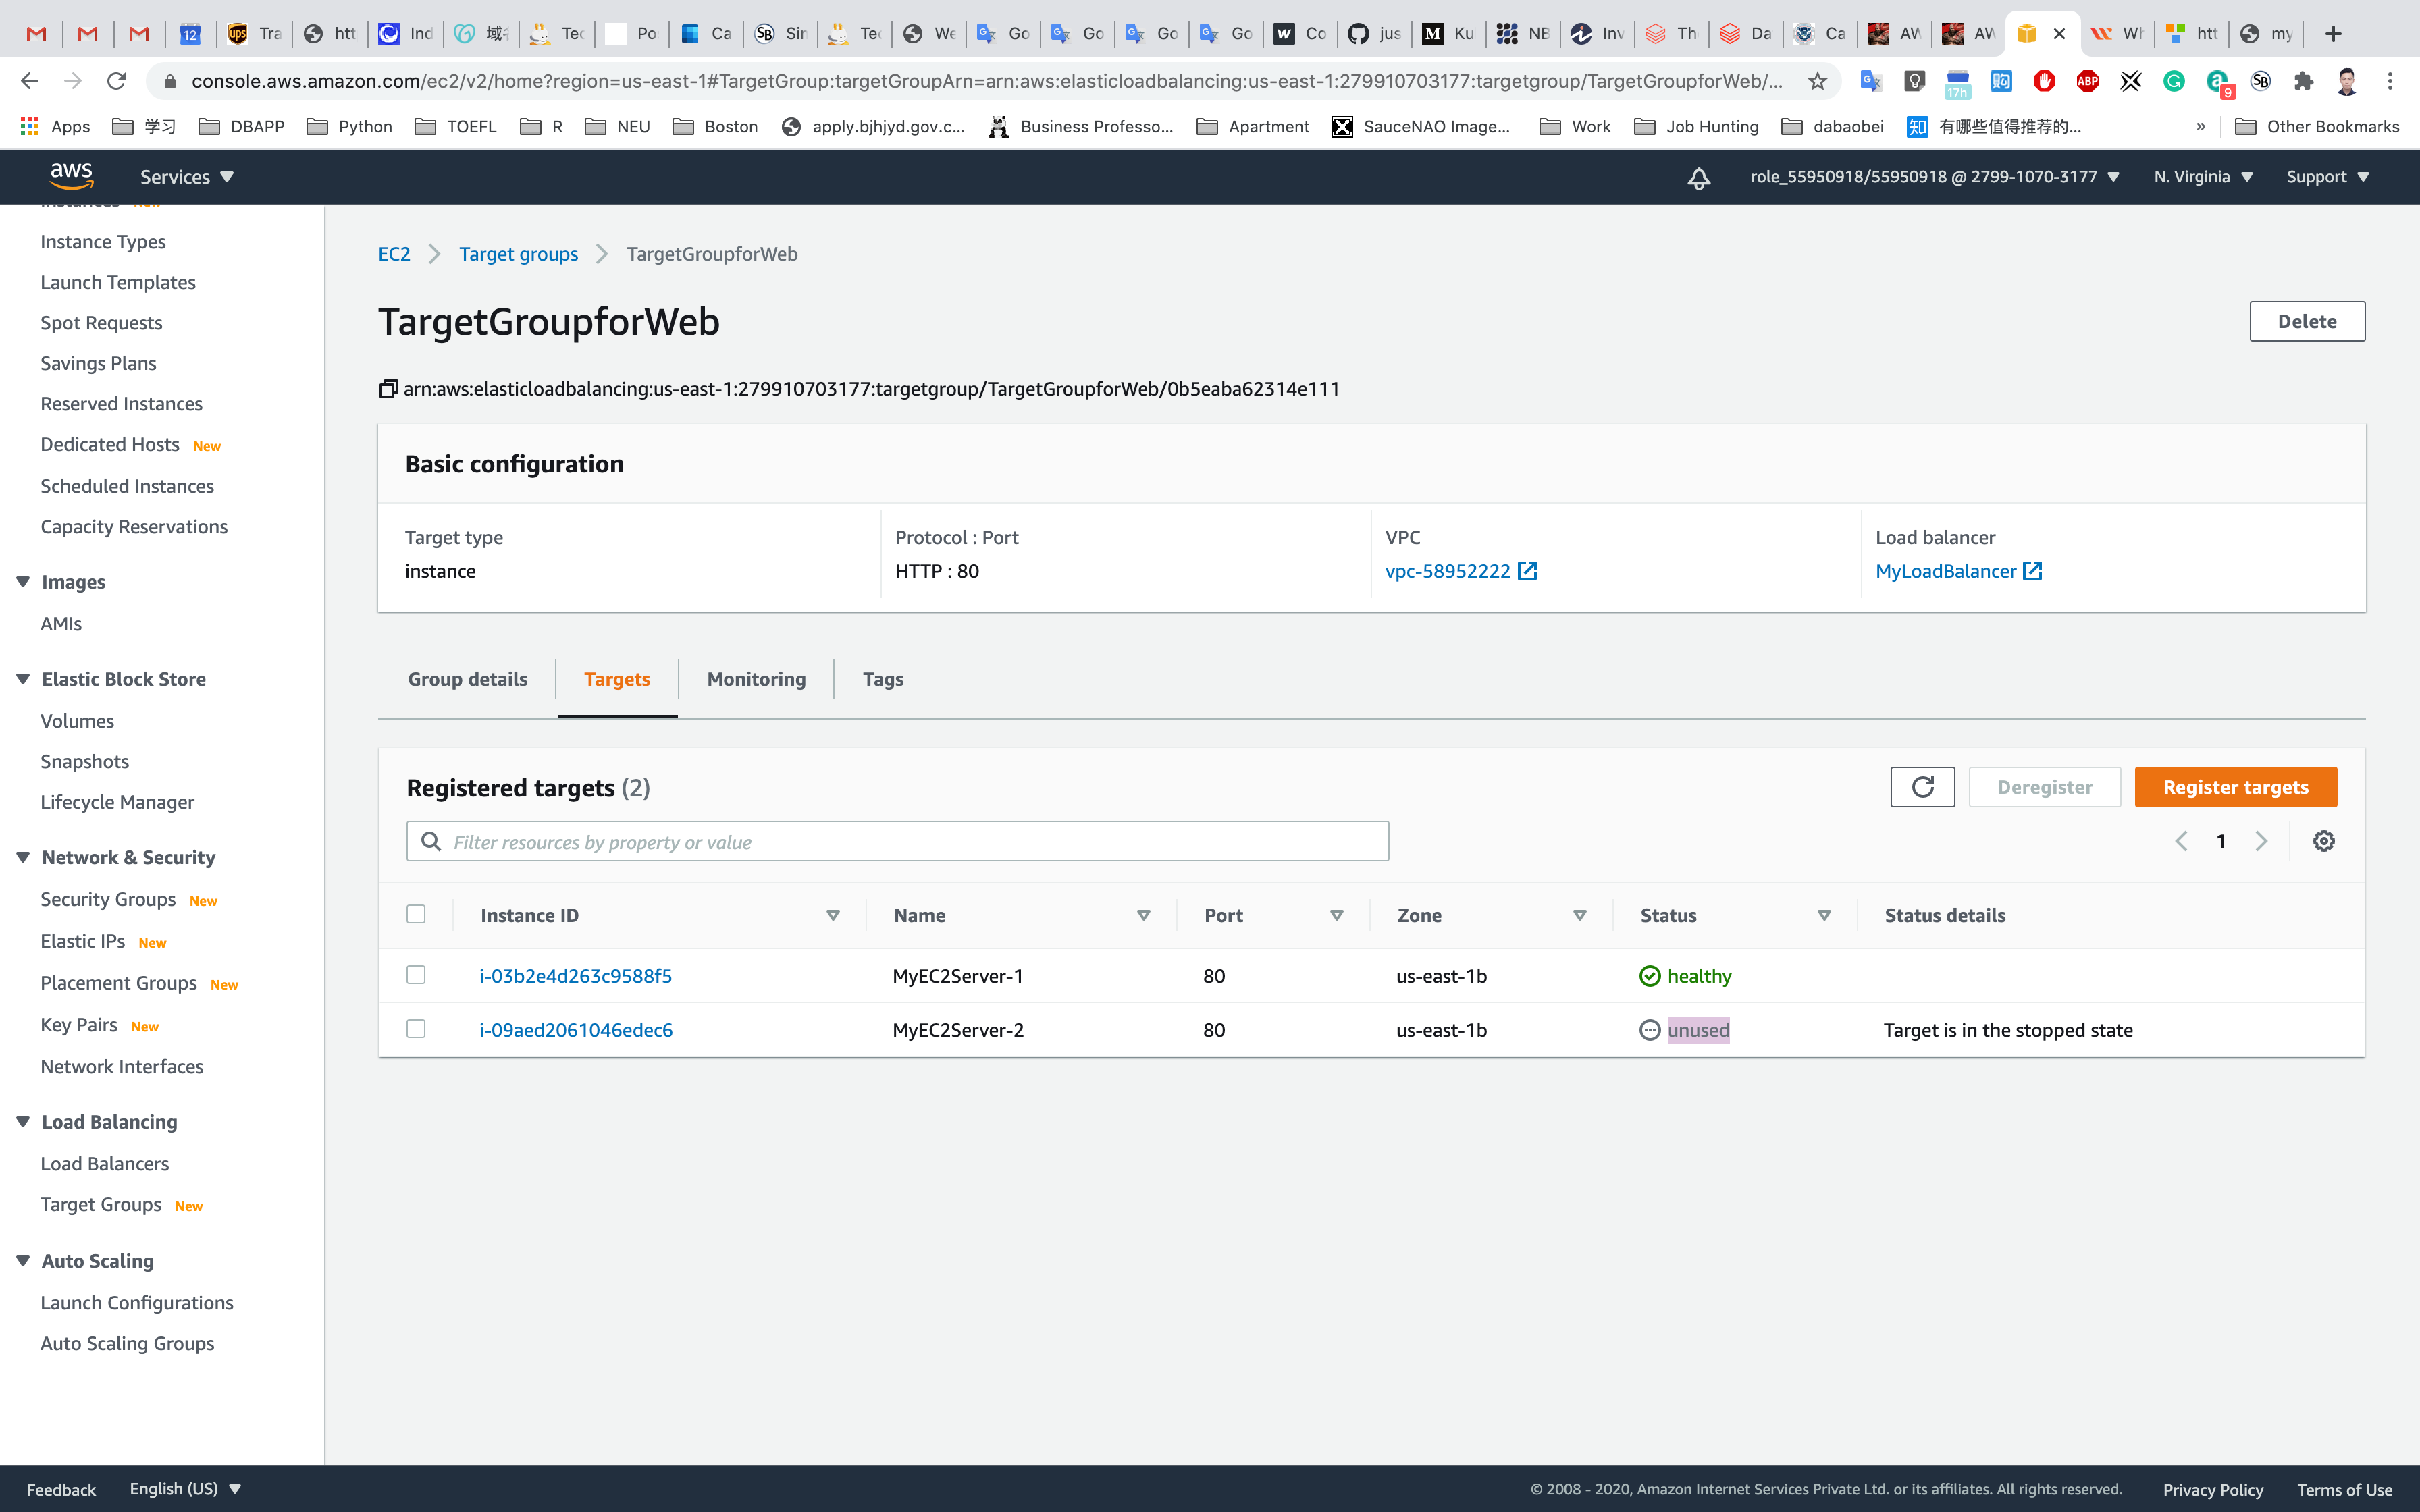 12 Tra htt Ind 域 Tec Po Ca Sin Tec We Go Go Go Go Co jus Ku NB Inv Th Da Ca AW AW Wh htt my
console.aws.amazon.com/ec2/v2/home?region=us-east-1#TargetGroup:targetGroupArn=arn:aws:elasticloadbalancing:us-east-1:279910703177:targetgroup/TargetGroupforWeb/... 17h ABP 9 SB
Apps 学习 DBAPP Python TOEFL R NEU Boston apply.bjhjyd.gov.c... Business Professo... Apartment SauceNAO Image... Work Job Hunting dabaobei 知 有哪些值得推荐的... » Other Bookmarks
aws Services role_55950918/55950918 @ 2799-1070-3177 N. Virginia Support
Instance Types
Launch Templates
Spot Requests
Savings Plans
Reserved Instances
Dedicated Hosts New
Scheduled Instances
Capacity Reservations
Images
AMIs
Elastic Block Store
Volumes
Snapshots
Lifecycle Manager
Network & Security
Security Groups New
Elastic IPs New
Placement Groups New
Key Pairs New
Network Interfaces
Load Balancing
Load Balancers
Target Groups New
Auto Scaling
Launch Configurations
Auto Scaling Groups
EC2 Target groups TargetGroupforWeb
TargetGroupforWeb
Delete
arn:aws:elasticloadbalancing:us-east-1:279910703177:targetgroup/TargetGroupforWeb/0b5eaba62314e111
Basic configuration
Target type Protocol : Port VPC Load balancer
instance HTTP : 80 vpc-58952222 MyLoadBalancer
Group details Targets Monitoring Tags
Registered targets (2) Deregister Register targets
Filter resources by property or value 1
Instance ID Name Port Zone Status Status details
i-03b2e4d263c9588f5 MyEC2Server-1 80 us-east-1b healthy
i-09aed2061046edec6 MyEC2Server-2 80 us-east-1b unused Target is in the stopped state
Feedback English (US) © 2008 - 2020, Amazon Internet Services Private Ltd. or its affiliates. All rights reserved. Privacy Policy Terms of Use